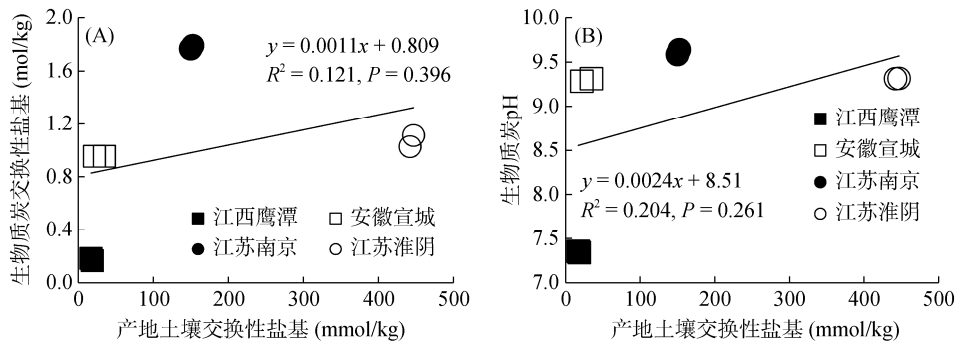 (A)
y = 0.0011x + 0.809
R² = 0.121, P = 0.396
2.0
1.6
1.2
0.8
0.4
0.0
生物质炭交换性盐基 (mol/kg)
江西鹰潭
安徽宣城
江苏南京
江苏淮阴
0
100
200
300
400
500
产地土壤交换性盐基 (mmol/kg)
(B)
10.0
9.5
9.0
8.5
8.0
7.5
7.0
生物质炭pH
江西鹰潭
安徽宣城
江苏南京
江苏淮阴
y = 0.0024x + 8.51
R² = 0.204, P = 0.261
0
100
200
300
400
500
产地土壤交换性盐基 (mmol/kg)